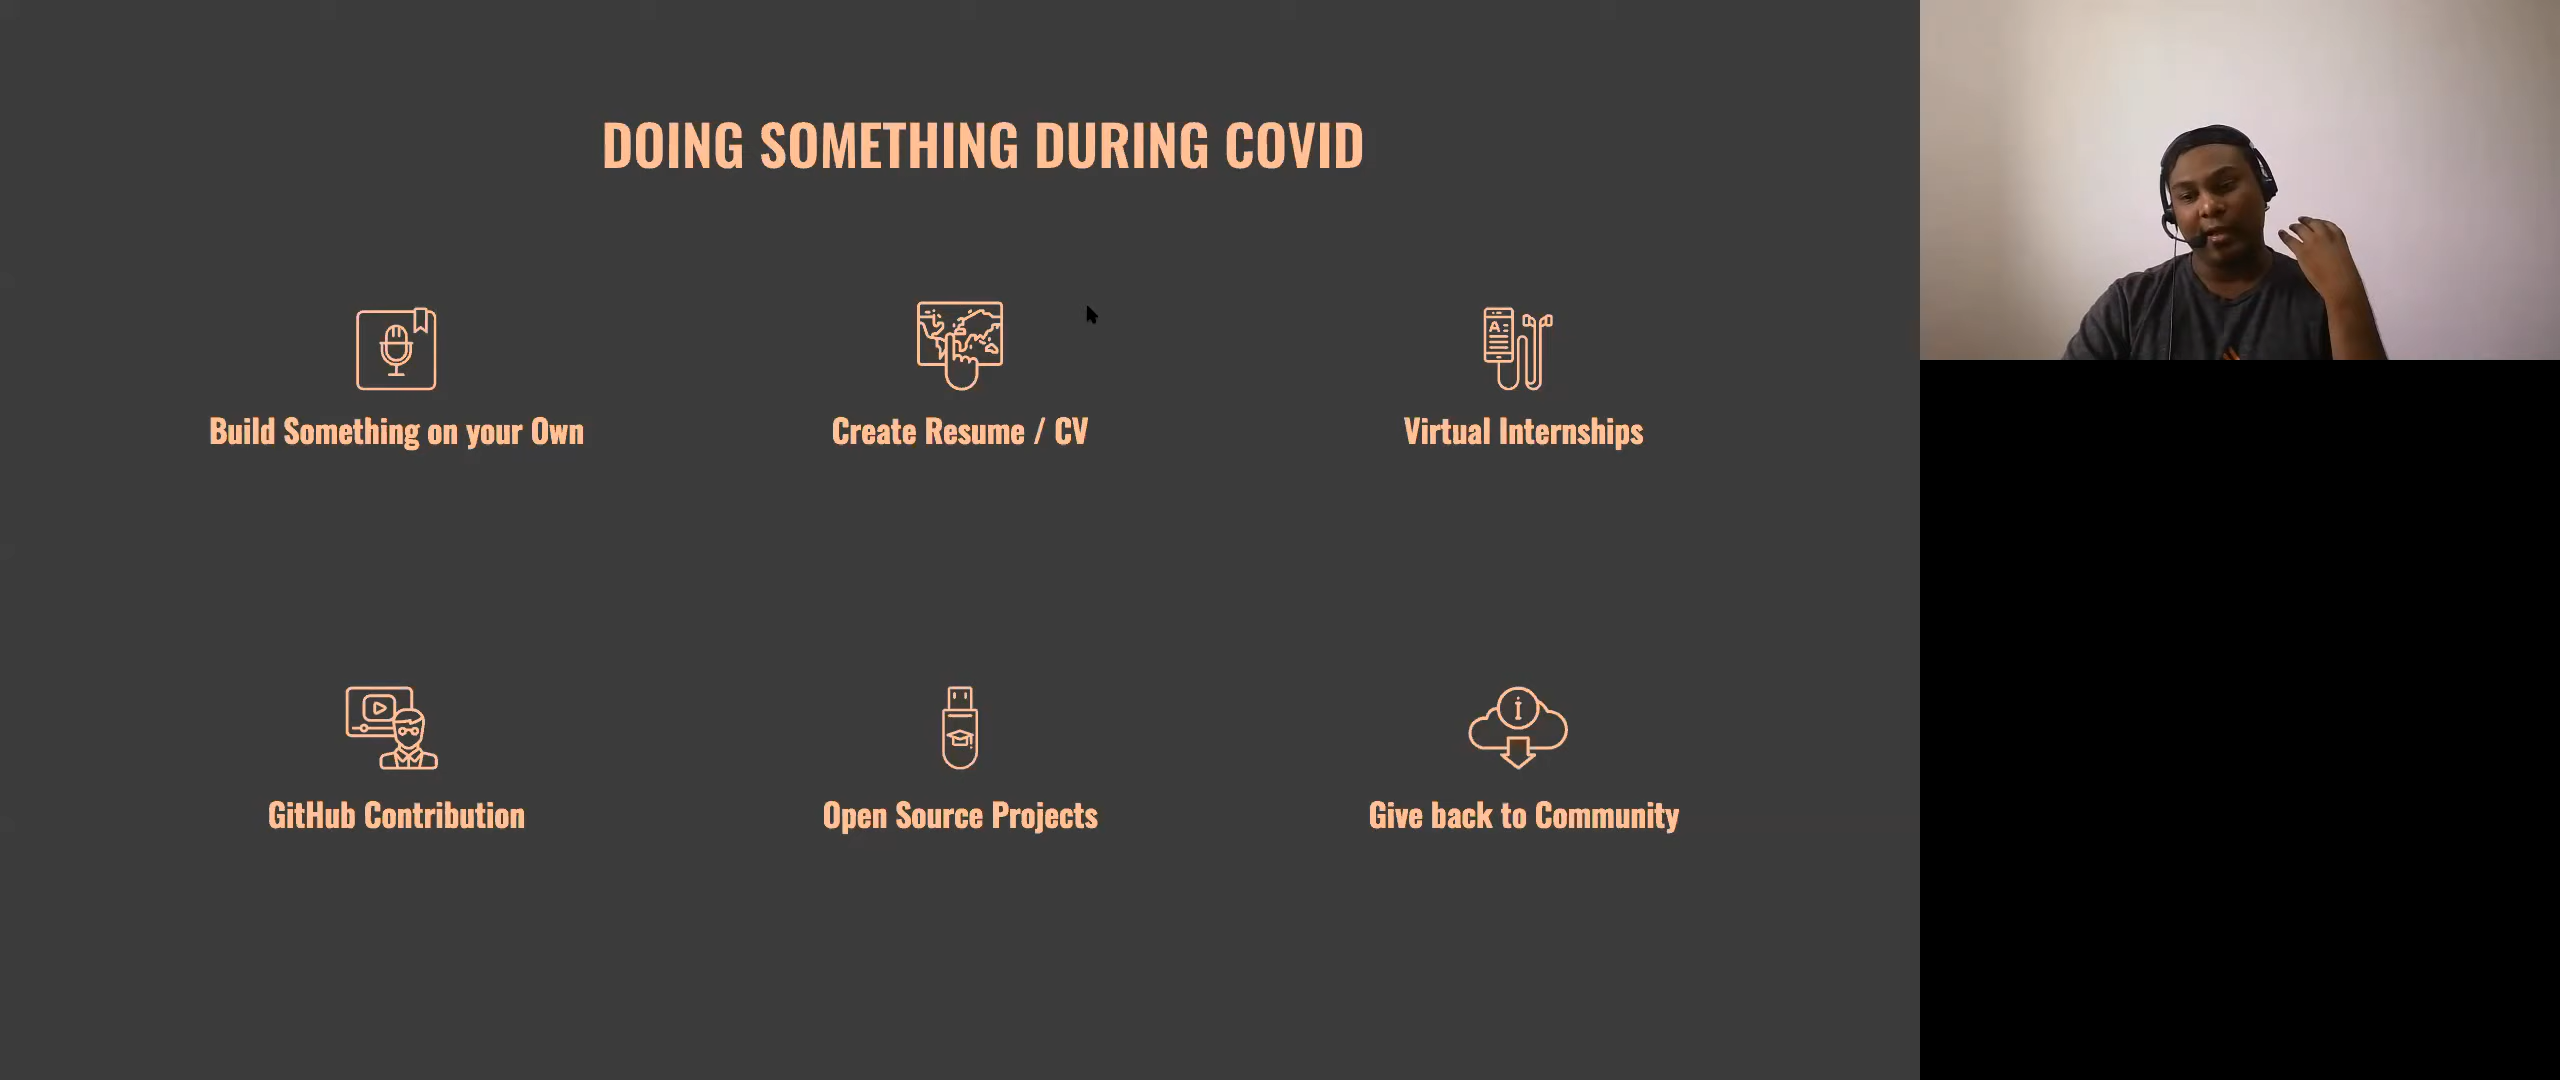 DOING SOMETHING DURING COVID
Build Something on your Own
Create Resume / CV
Virtual Internships
GitHub Contribution
Open Source Projects
Give back to Community